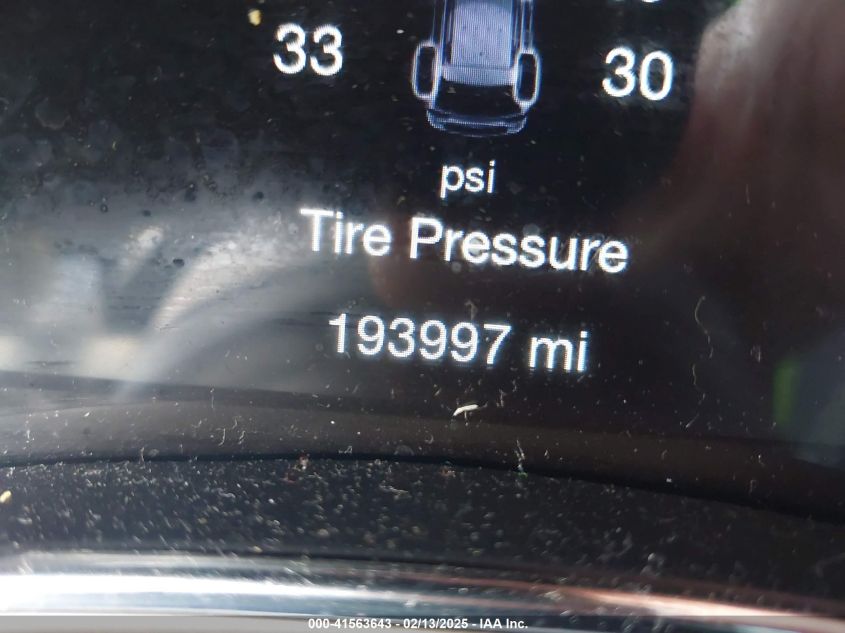 33 30
psi
Tire Pressure
193997 mi
000-41563643 - 02/13/2025 - IAA Inc.